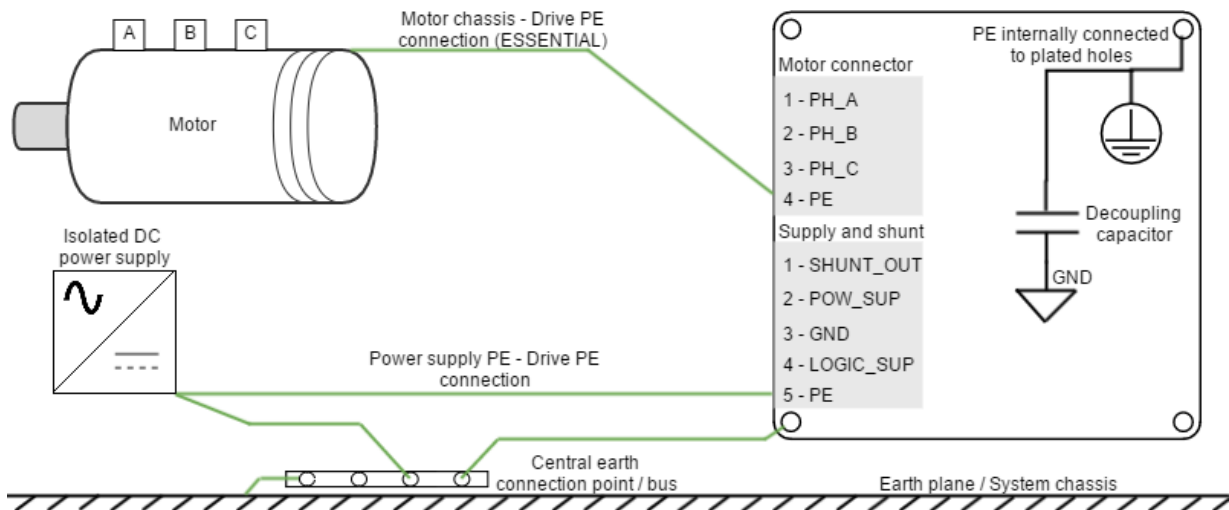 A
B
C
Motor
Motor chassis - Drive PE
connection (ESSENTIAL)
Isolated DC
power supply
Power supply PE - Drive PE
connection
Central earth
connection point / bus
Earth plane / System chassis
Motor connector
1 - PH_A
2 - PH_B
3 - PH_C
4 - PE
Supply and shunt
1 - SHUNT_OUT
2 - POW_SUP
3 - GND
4 - LOGIC_SUP
5 - PE
PE internally connected
to plated holes
Decoupling
capacitor
GND